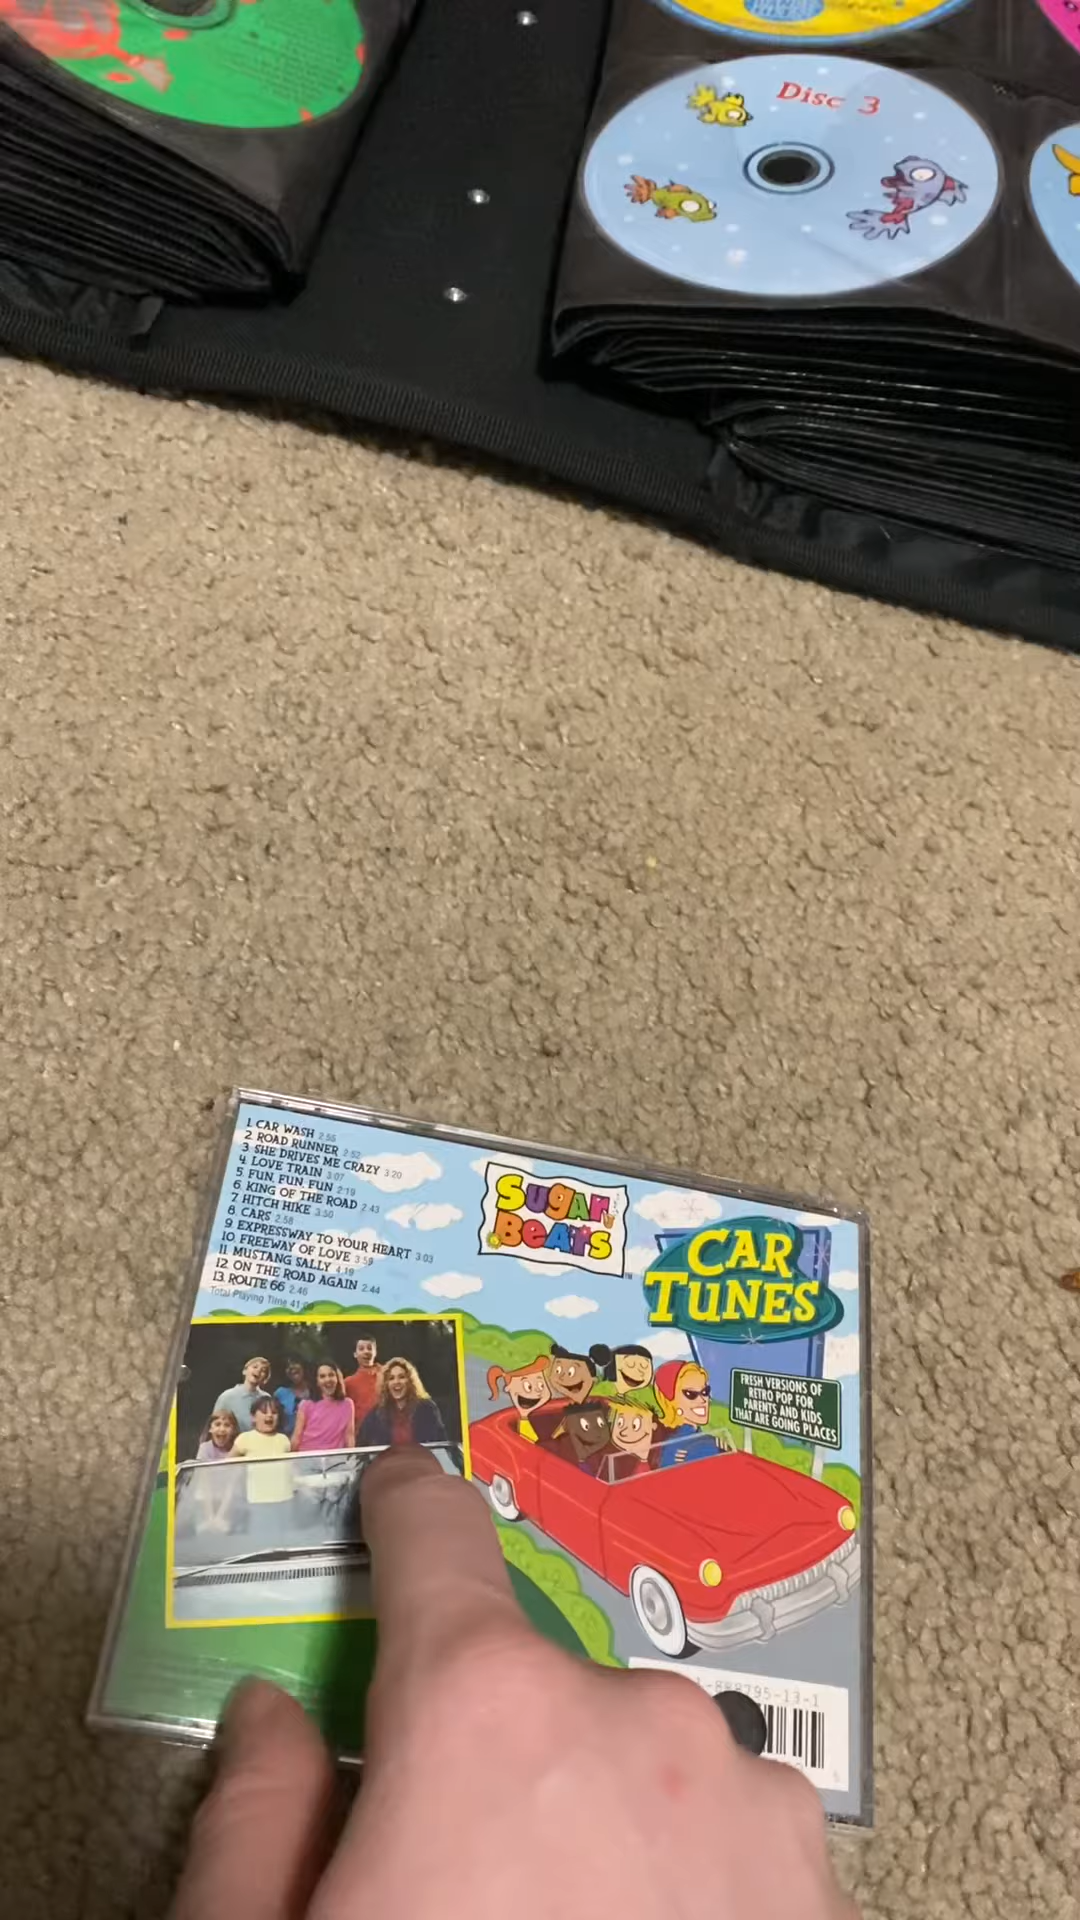 Disc 3
1. CAR WASH 2:55
2. ROAD RUNNER 2:52
3. SHE DRIVES ME CRAZY 3:20
4. LOVE TRAIN 3:07
5. FUN, FUN, FUN 2:19
6. KING OF THE ROAD 2:43
7. HITCH HIKE 3:50
8. CARS 2:58
9. EXPRESSWAY TO YOUR HEART 3:03
10. FREEWAY OF LOVE 3:59
11. MUSTANG SALLY 4:19
12. ON THE ROAD AGAIN 2:44
13. ROUTE 66 2:46
Total Playing Time
SUGAR
BEATS
CAR
TUNES
FRESH VERSIONS OF
RETRO POP FOR
PARENTS AND KIDS
THAT ARE GOING PLACES
1-888795-13-1